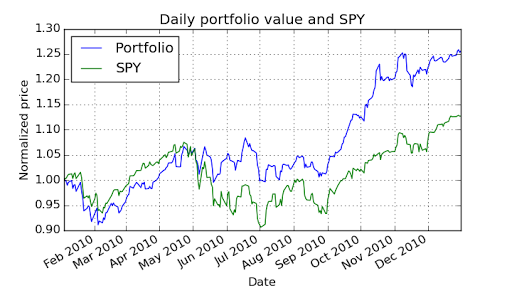 Daily portfolio value and SPY
Normalized price
1.30
1.25
1.20
1.15
1.10
1.05
1.00
0.95
0.90
Portfolio
SPY
Feb 2010
Mar 2010
Apr 2010
May 2010
Jun 2010
Jul 2010
Aug 2010
Sep 2010
Oct 2010
Nov 2010
Dec 2010
Date